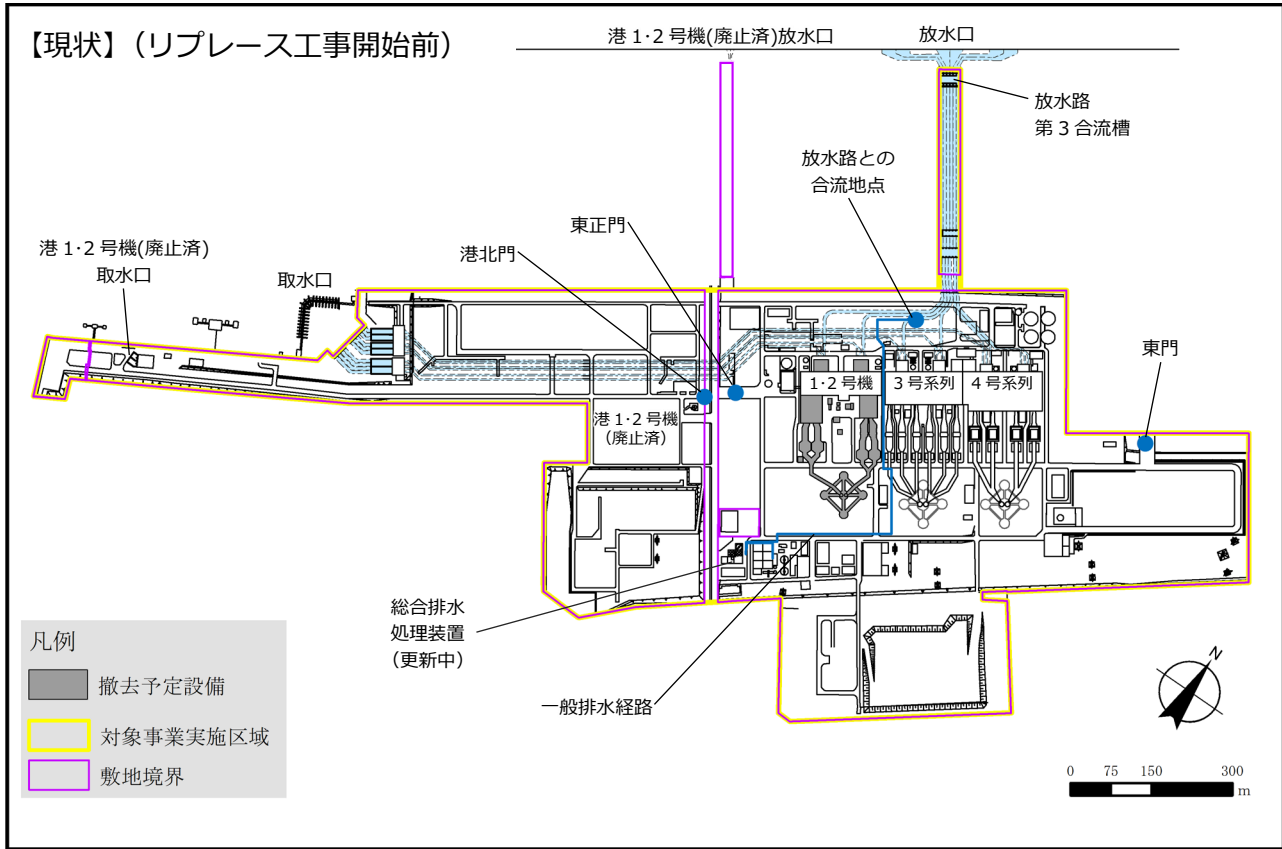 【現状】（リプレース工事開始前）
港 1･2 号機(廃止済)放水口
放水口
放水路
第 3 合流槽
放水路との
合流地点
東正門
港北門
港 1･2 号機(廃止済)
取水口
取水口
東門
1･2 号機
3 号系列
4 号系列
港 1･2 号機
（廃止済）
総合排水
処理装置
（更新中）
一般排水経路
凡例
撤去予定設備
対象事業実施区域
敷地境界
N
0 75 150 300
m